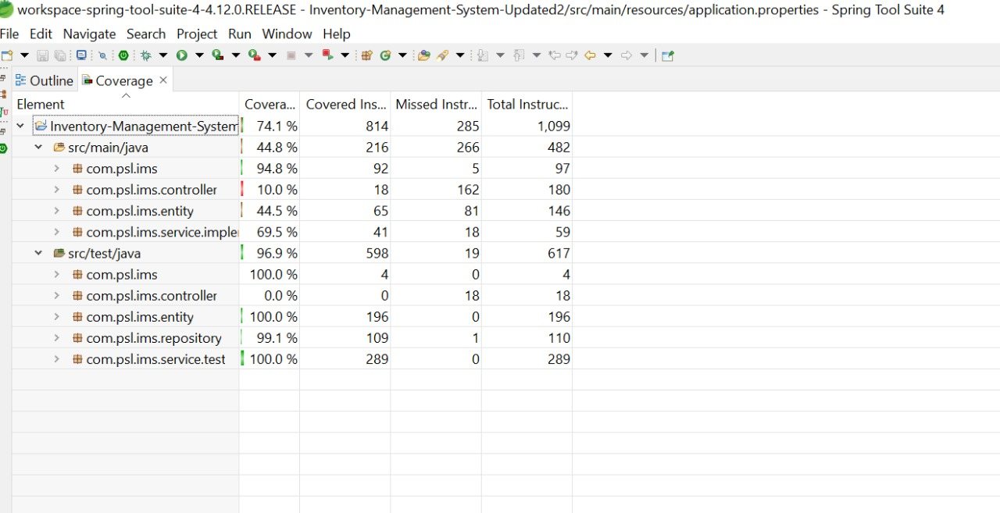 workspace-spring-tool-suite-4-4.12.0.RELEASE - Inventory-Management-System-Updated2/src/main/resources/application.properties - Spring Tool Suite 4
File Edit Navigate Search Project Run Window Help
Outline Coverage
Element Covera... Covered Ins... Missed Instr... Total Instruc...
Inventory-Management-System 74.1 % 814 285 1,099
src/main/java 44.8 % 216 266 482
com.psl.ims 94.8 % 92 5 97
com.psl.ims.controller 10.0 % 18 162 180
com.psl.ims.entity 44.5 % 65 81 146
com.psl.ims.service.imple 69.5 % 41 18 59
src/test/java 96.9 % 598 19 617
com.psl.ims 100.0 % 4 0 4
com.psl.ims.controller 0.0 % 0 18 18
com.psl.ims.entity 100.0 % 196 0 196
com.psl.ims.repository 99.1 % 109 1 110
com.psl.ims.service.test 100.0 % 289 0 289